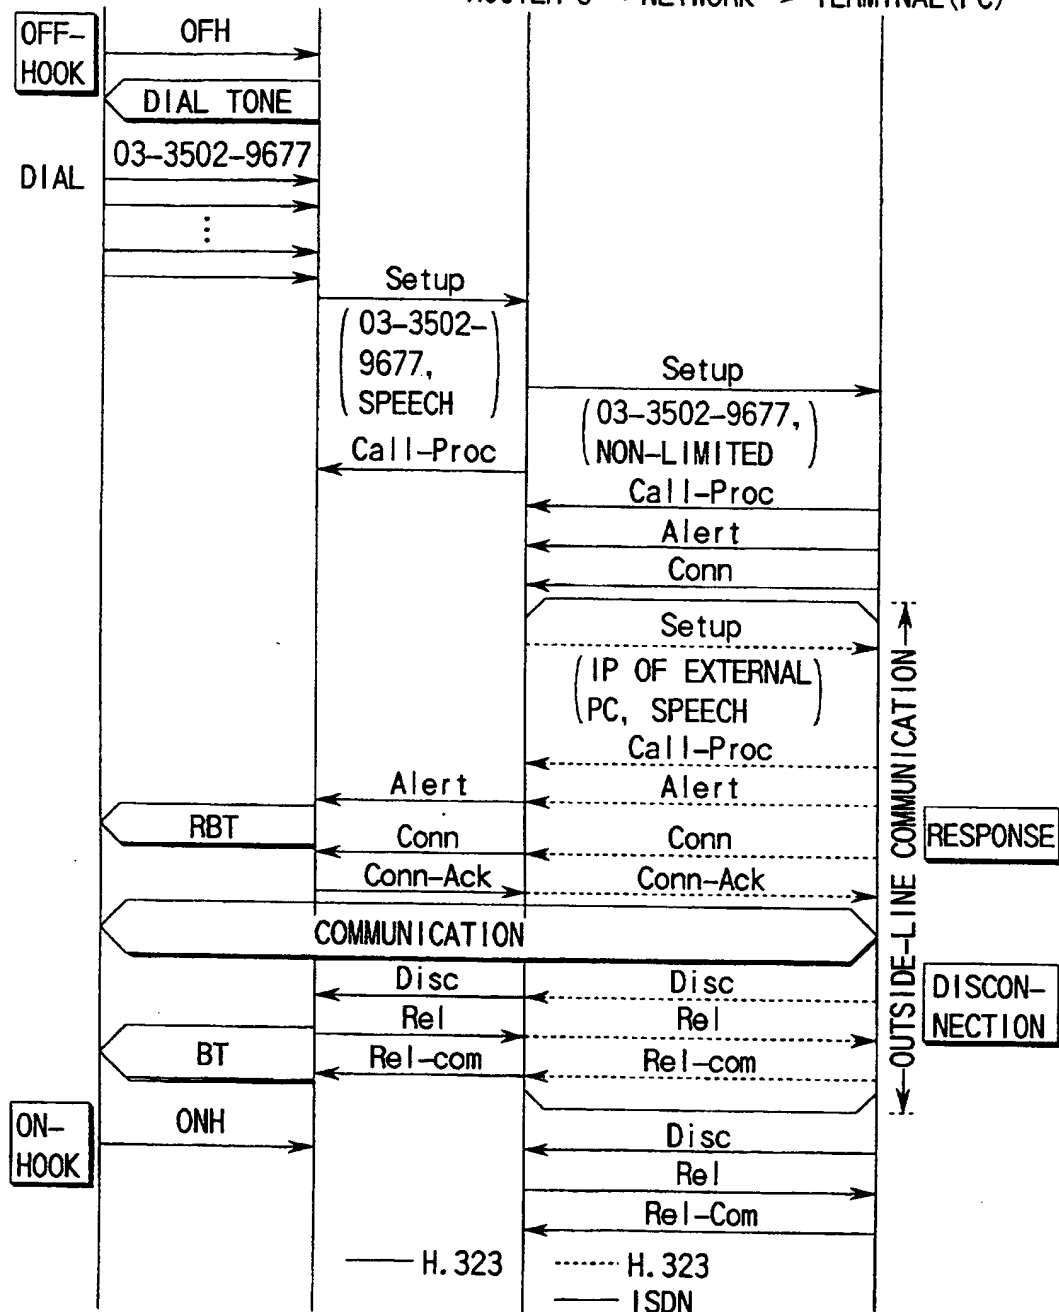 NETWORK
TERMINAL(PC)
OFF-
HOOK
OFH
DIAL TONE
03-3502-9677
DIAL
⋮
Setup
03-3502-
9677,
SPEECH
Setup
(03-3502-9677,
NON-LIMITED)
Call-Proc
Call-Proc
Alert
Conn
Setup
(IP OF EXTERNAL
PC, SPEECH)
Call-Proc
Alert
Alert
RBT
Conn
Conn
RESPONSE
Conn-Ack
Conn-Ack
COMMUNICATION
OUTSIDE-LINE COMMUNICATION
Disc
Disc
DISCON-
NECTION
Rel
Rel
BT
Rel-com
Rel-com
ON-
HOOK
ONH
Disc
Rel
Rel-Com
H.323
H.323
ISDN